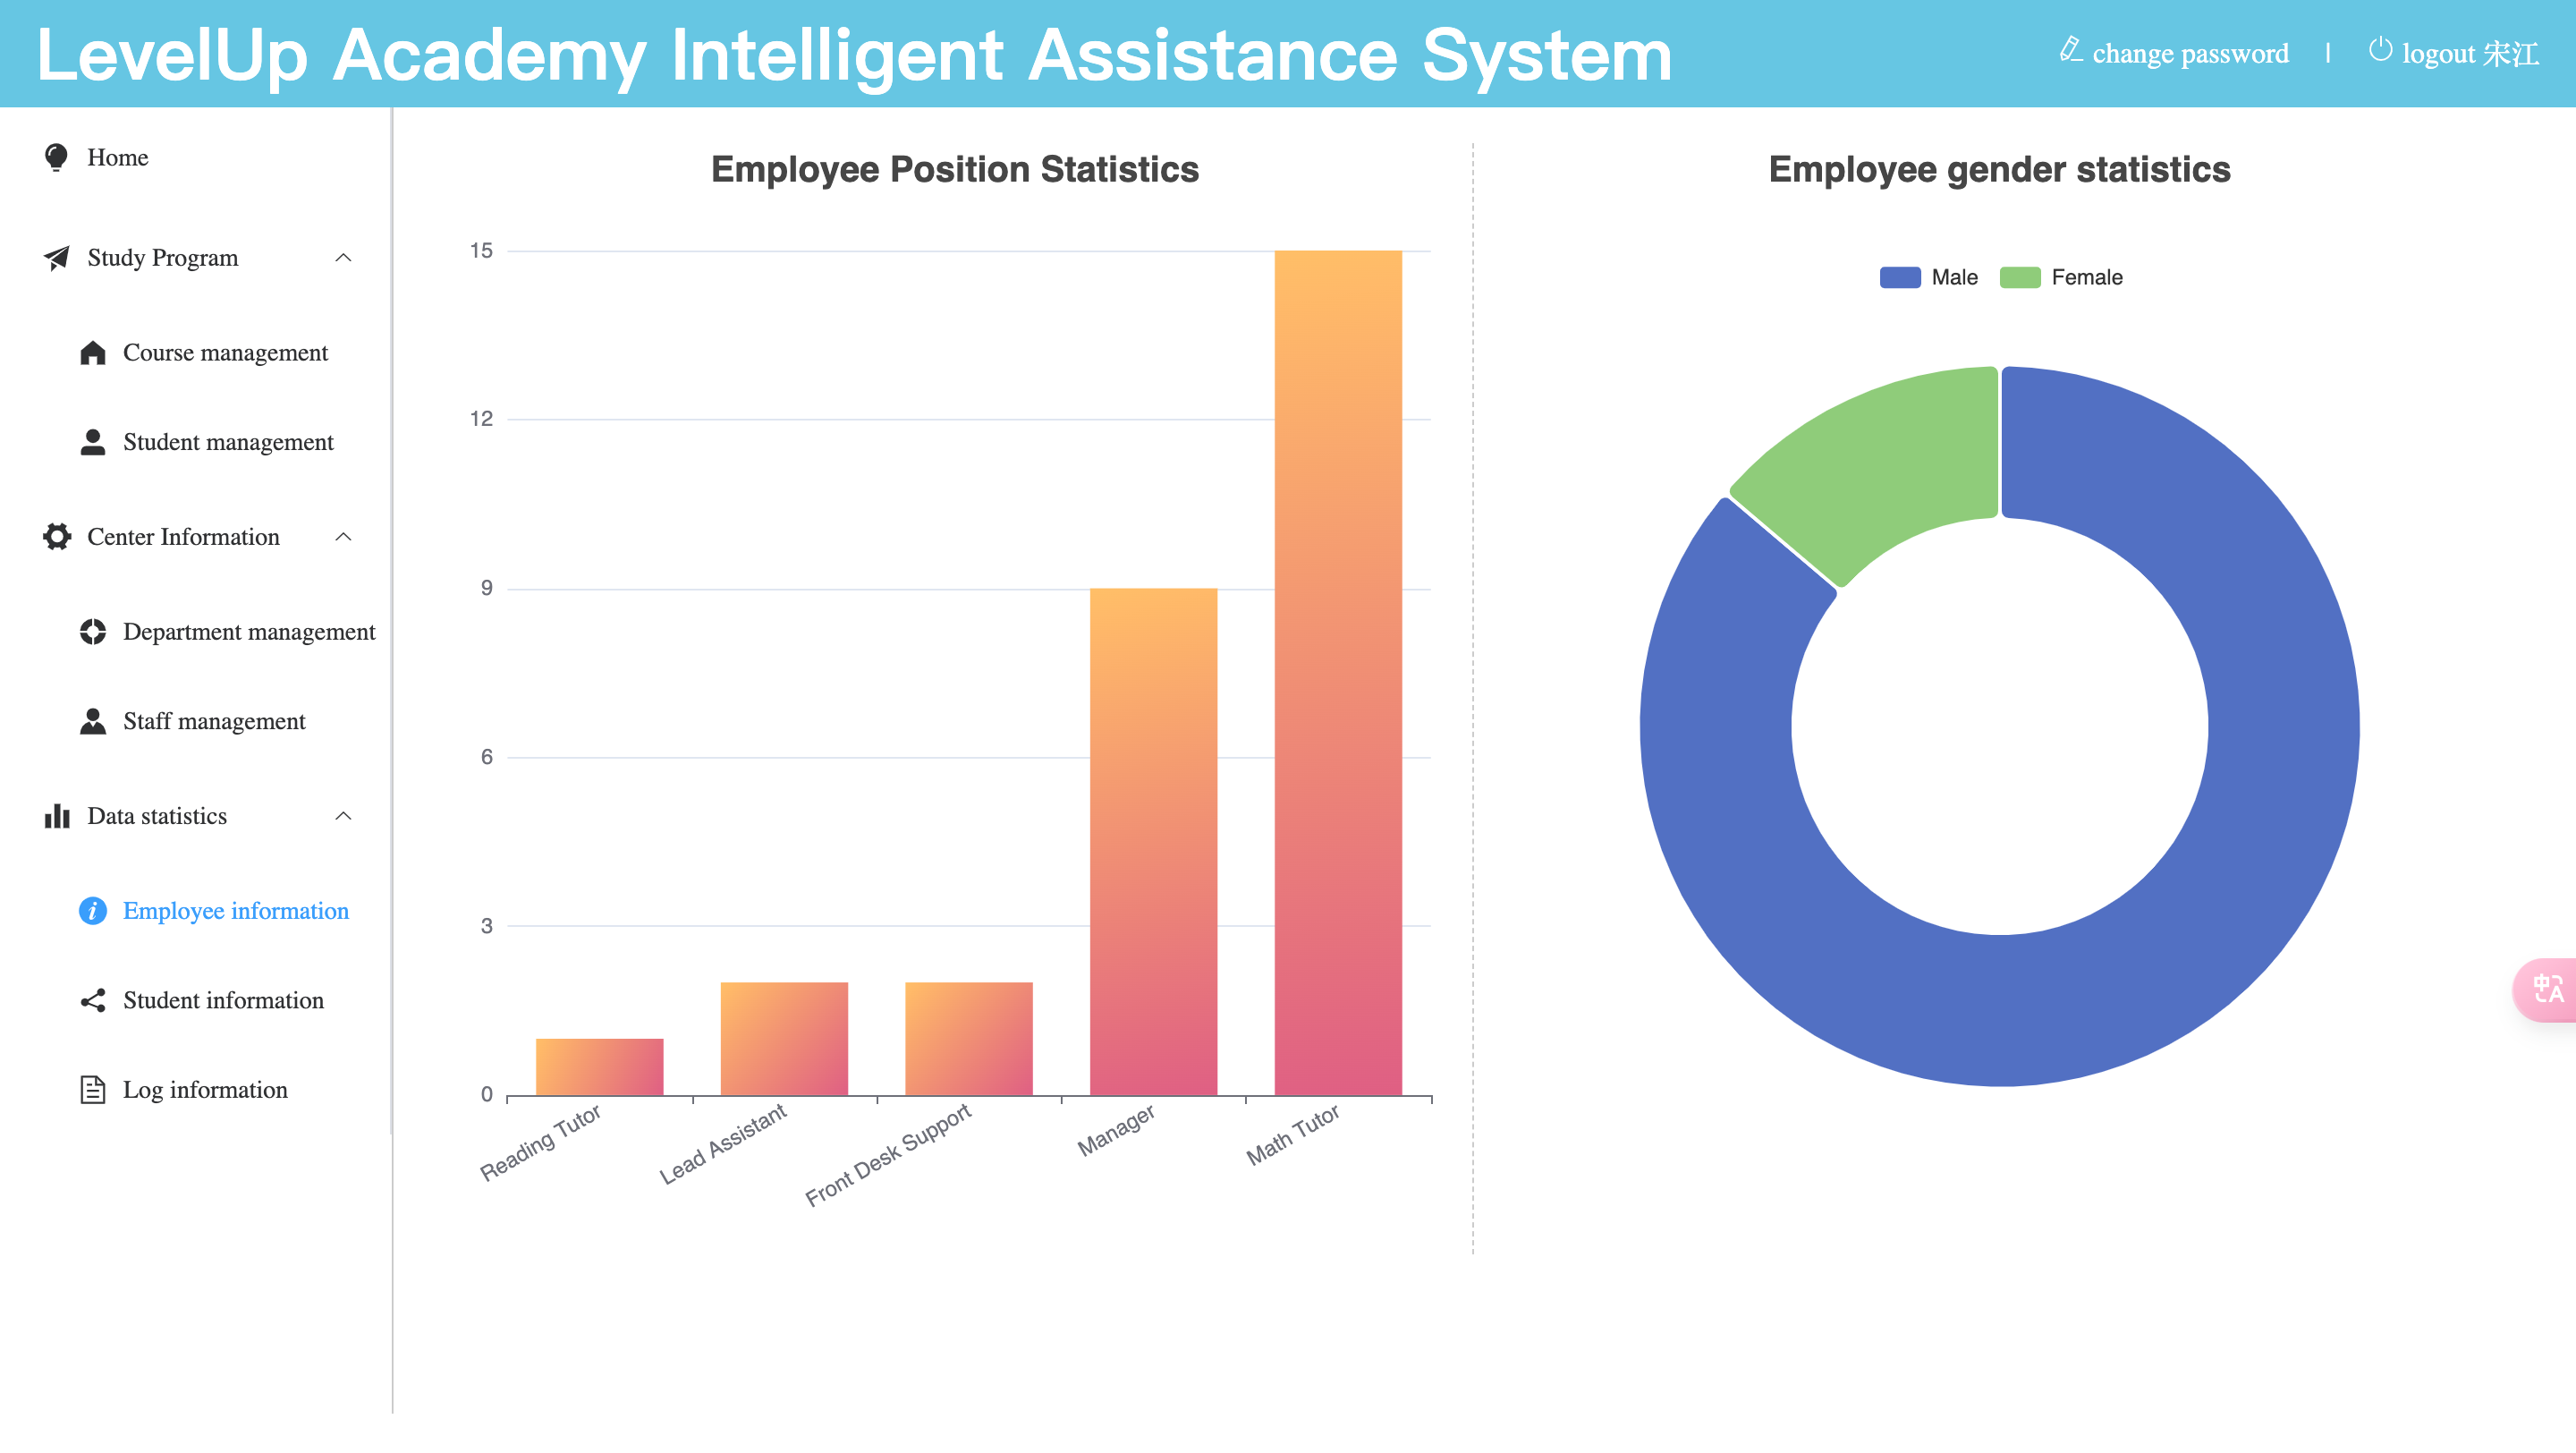 LevelUp Academy Intelligent Assistance System
change password | logout 宋江
Home
Study Program
Course management
Student management
Center Information
Department management
Staff management
Data statistics
Employee information
Student information
Log information
Employee Position Statistics
15
12
9
6
3
0
Reading Tutor
Lead Assistant
Front Desk Support
Manager
Math Tutor
Employee gender statistics
Male
Female
中A